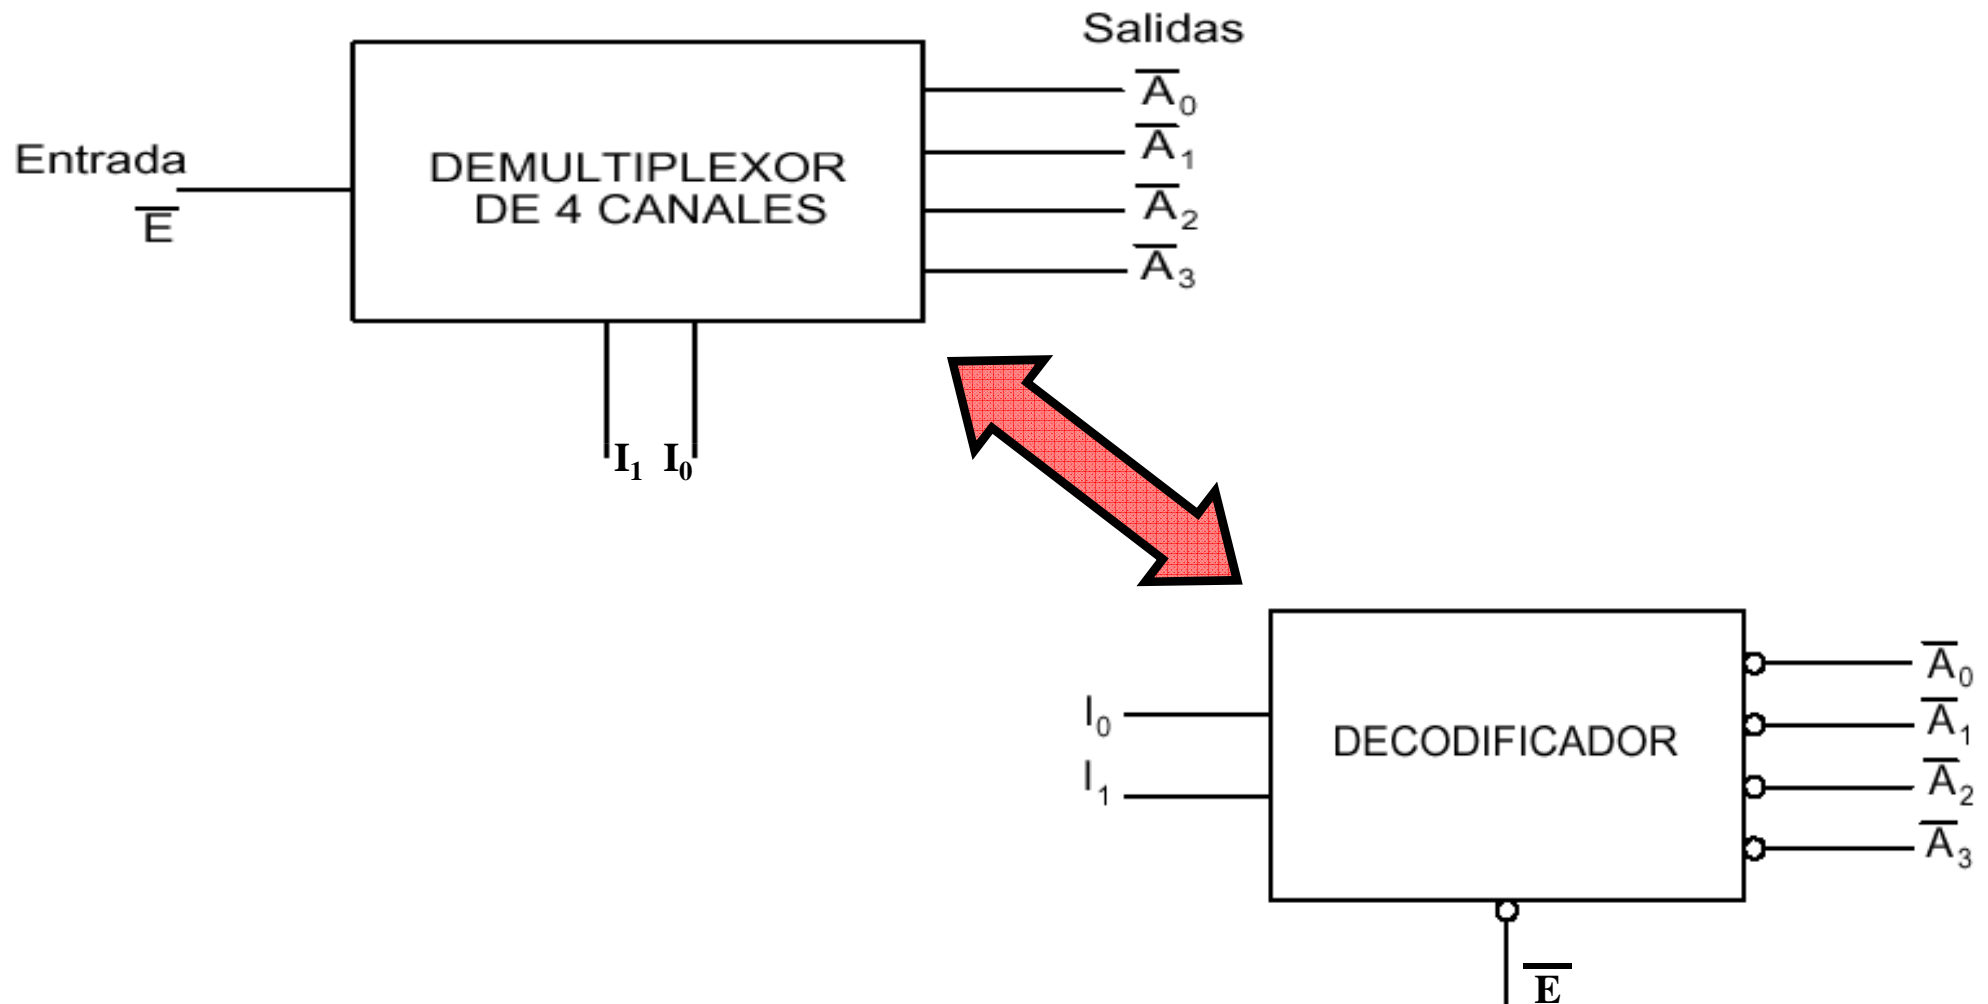 Salidas
A̅0
Entrada
DEMULTIPLEXOR
A̅1
E̅
DE 4 CANALES
A̅2
A̅3
I1 I0
I0
DECODIFICADOR
A̅0
A̅1
I1
A̅2
A̅3
E̅